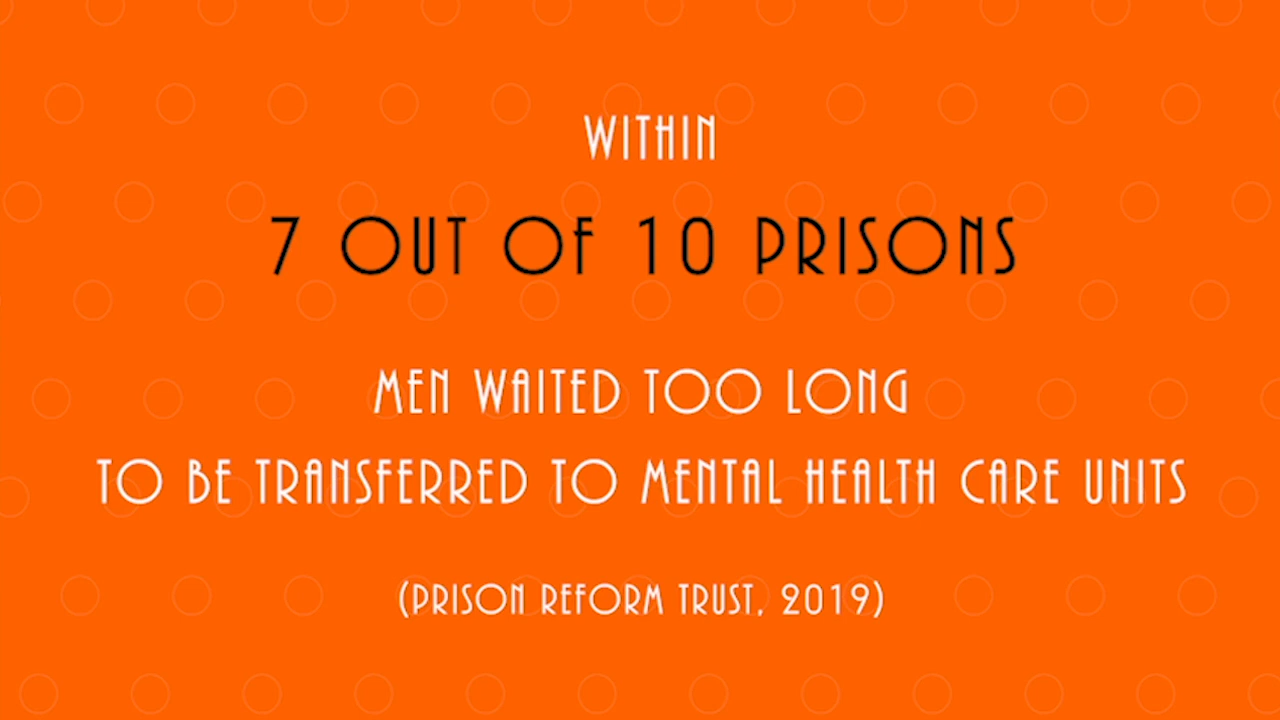 WITHIN
7 OUT OF 10 PRISONS
MEN WAITED TOO LONG
TO BE TRANSFERRED TO MENTAL HEALTH CARE UNITS
(PRISON REFORM TRUST, 2019)